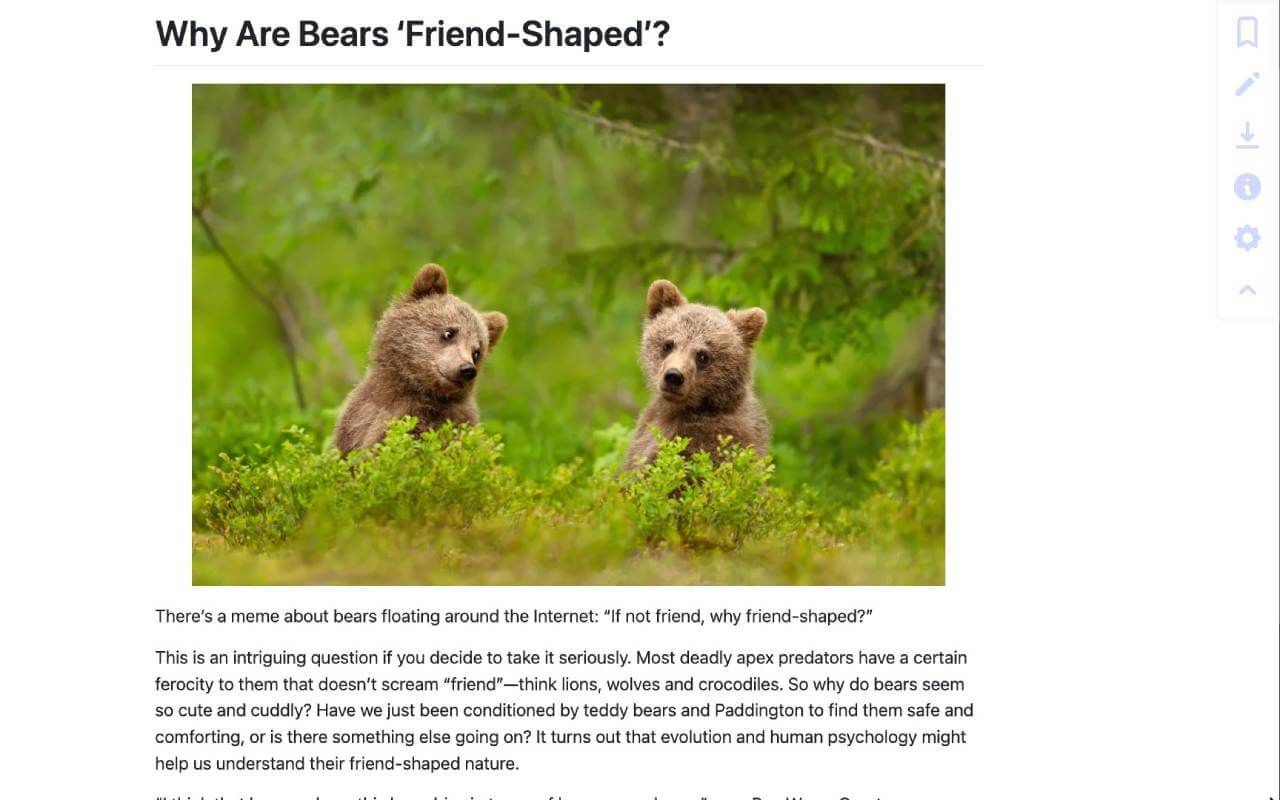 Why Are Bears ‘Friend-Shaped’?
There’s a meme about bears floating around the Internet: “If not friend, why friend-shaped?”
This is an intriguing question if you decide to take it seriously. Most deadly apex predators have a certain
ferocity to them that doesn’t scream “friend”—think lions, wolves and crocodiles. So why do bears seem
so cute and cuddly? Have we just been conditioned by teddy bears and Paddington to find them safe and
comforting, or is there something else going on? It turns out that evolution and human psychology might
help us understand their friend-shaped nature.